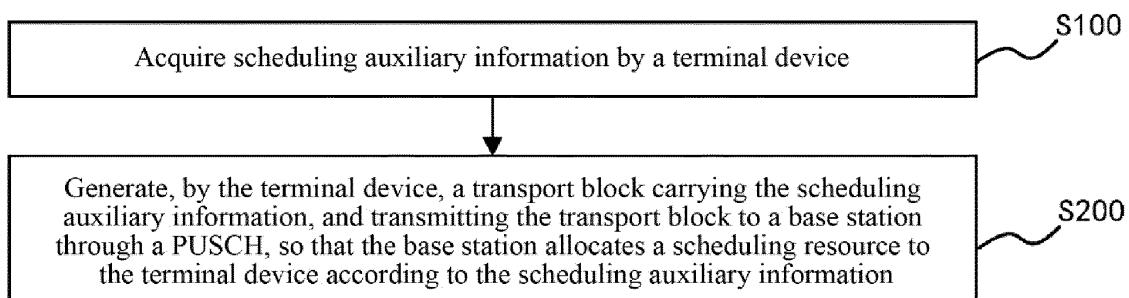 S100
Acquire scheduling auxiliary information by a terminal device
Generate, by the terminal device, a transport block carrying the scheduling
auxiliary information, and transmitting the transport block to a base station
through a PUSCH, so that the base station allocates a scheduling resource to
the terminal device according to the scheduling auxiliary information
S200